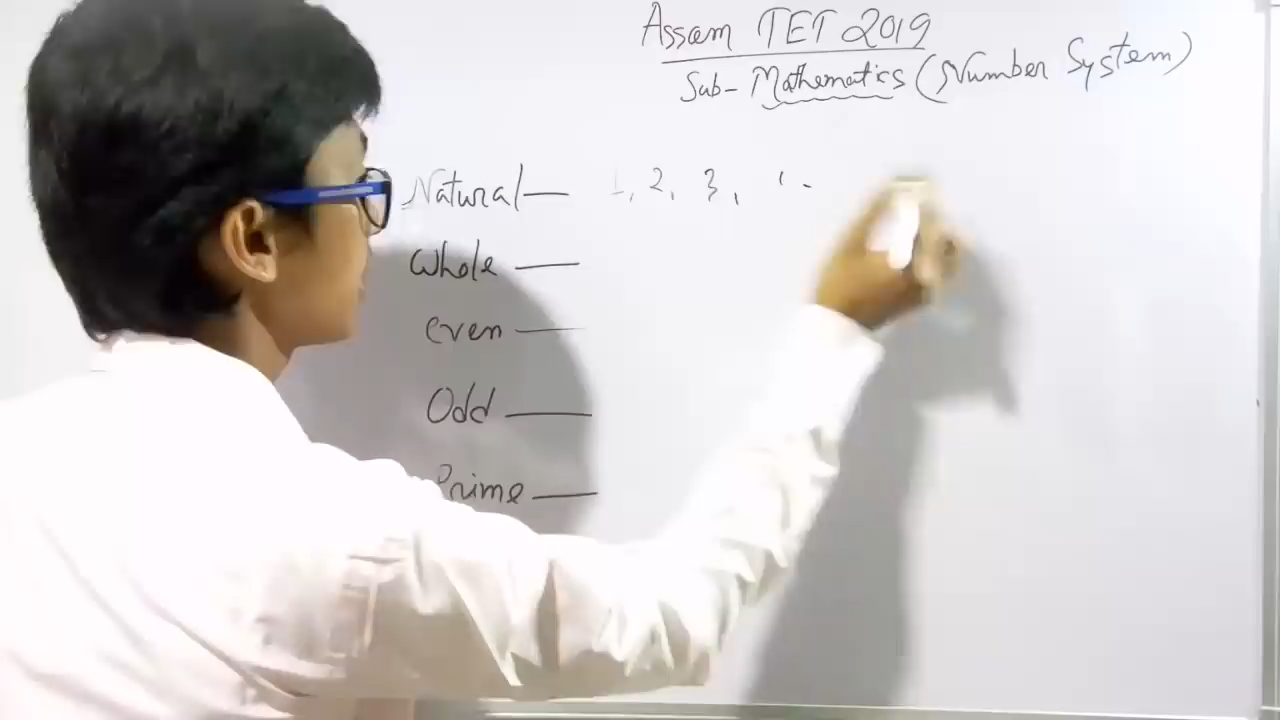 Assam TET 2019
Sub- Mathematics (Number System)
Natural— 1, 2, 3,
Whole —
even —
Odd —
Prime —